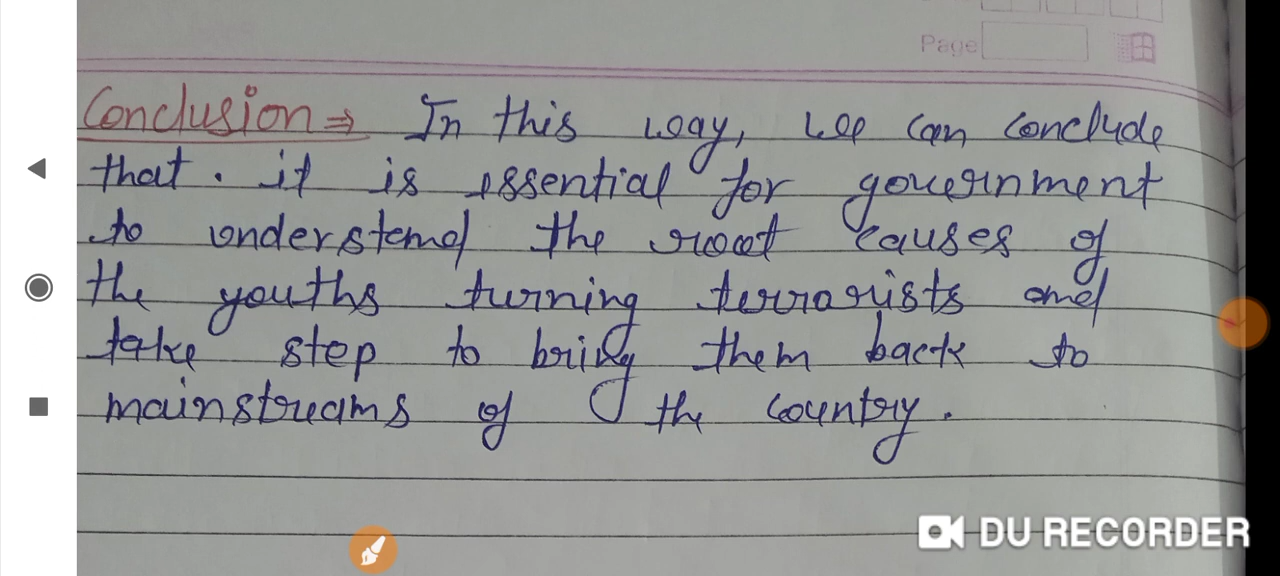 Page
Conclusion ⇒ In this way, we can conclude
that. it is essential for government
to understand the root causes of
the youths turning terrorists and
take step to bring them back to
mainstreams of the country.
DU RECORDER